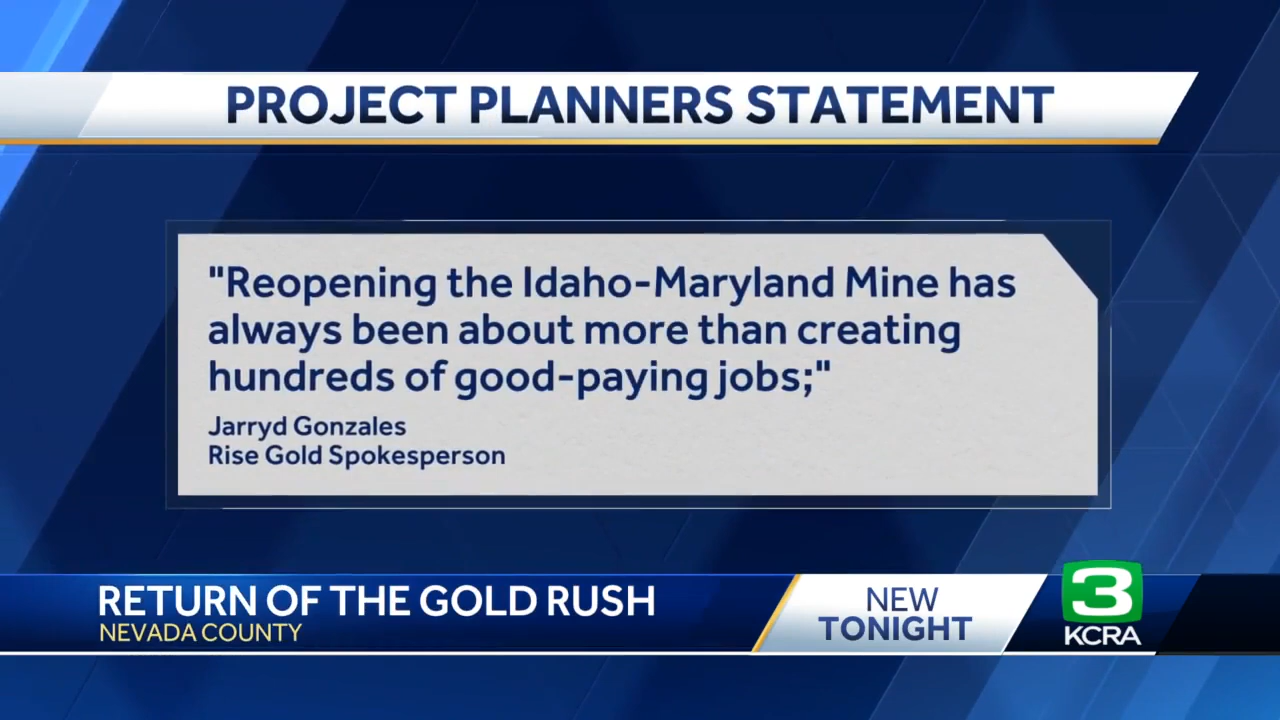 PROJECT PLANNERS STATEMENT
"Reopening the Idaho-Maryland Mine has
always been about more than creating
hundreds of good-paying jobs;"
Jarryd Gonzales
Rise Gold Spokesperson
RETURN OF THE GOLD RUSH
NEVADA COUNTY
NEW
TONIGHT
3
KCRA